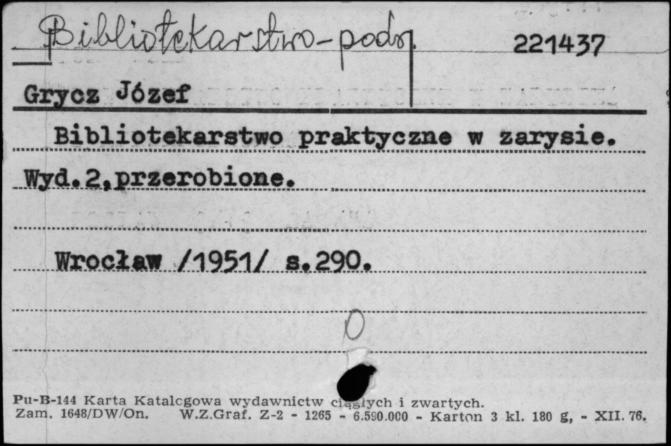 Bibliotekarstwo-podr.
221437
Grycz Józef
Bibliotekarstwo praktyczne w zarysie.
Wyd.2,przerobione.
Wrocław /1951/ s.290.
O
Pu-B-144 Karta Katalogowa wydawnictw ciągłych i zwartych.
Zam. 1648/DW/On. W.Z.Graf. Z-2 - 1265 - 6.590.000 - Karton 3 kl. 180 g, - XII. 76.